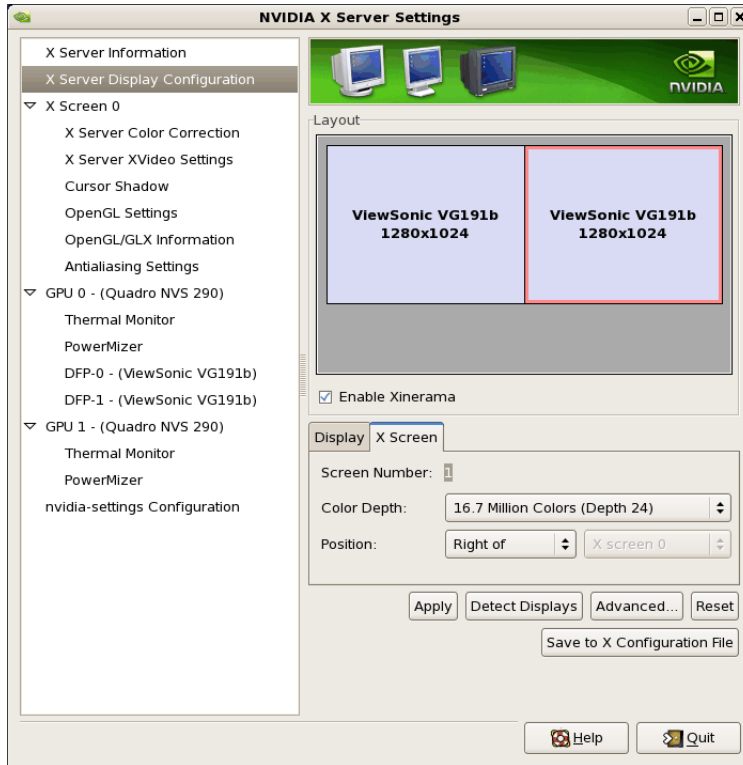 NVIDIA X Server Settings
X Server Information
X Server Display Configuration
X Screen 0
X Server Color Correction
X Server XVideo Settings
Cursor Shadow
OpenGL Settings
OpenGL/GLX Information
Antialiasing Settings
GPU 0 - (Quadro NVS 290)
Thermal Monitor
PowerMizer
DFP-0 - (ViewSonic VG191b)
DFP-1 - (ViewSonic VG191b)
GPU 1 - (Quadro NVS 290)
Thermal Monitor
PowerMizer
nvidia-settings Configuration
NVIDIA
Layout
ViewSonic VG191b
1280x1024
ViewSonic VG191b
1280x1024
Enable Xinerama
Display X Screen
Screen Number: 1
Color Depth: 16.7 Million Colors (Depth 24)
Position: Right of X screen 0
Apply Detect Displays Advanced... Reset
Save to X Configuration File
Help Quit